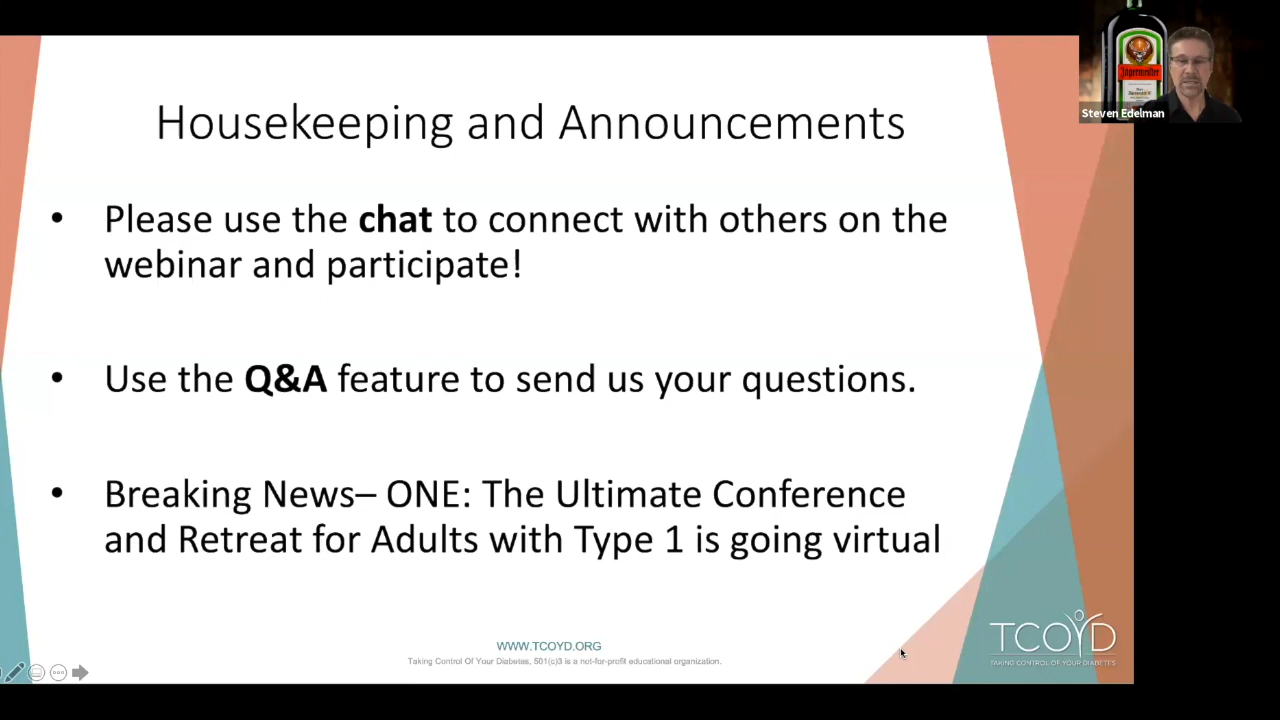 Jägermeister
Steven Edelman
Housekeeping and Announcements
• Please use the chat to connect with others on the
webinar and participate!
• Use the Q&A feature to send us your questions.
• Breaking News– ONE: The Ultimate Conference
and Retreat for Adults with Type 1 is going virtual
WWW.TCOYD.ORG
Taking Control Of Your Diabetes, 501(c)3 is a not-for-profit educational organization.
TCOYD
TAKING CONTROL OF YOUR DIABETES